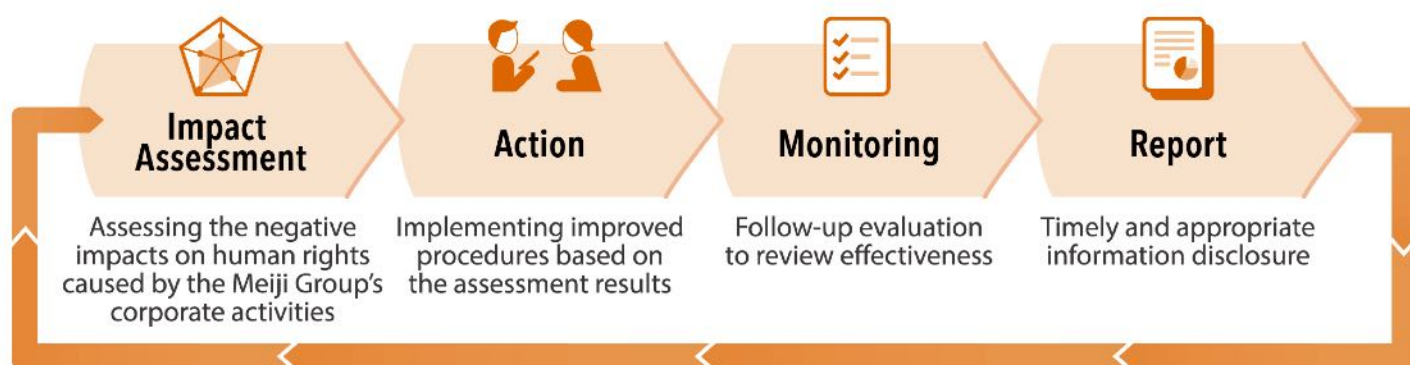 Impact
Assessment
Assessing the negative
impacts on human rights
caused by the Meiji Group's
corporate activities
Action
Implementing improved
procedures based on
the assessment results
Monitoring
Follow-up evaluation
to review effectiveness
Report
Timely and appropriate
information disclosure